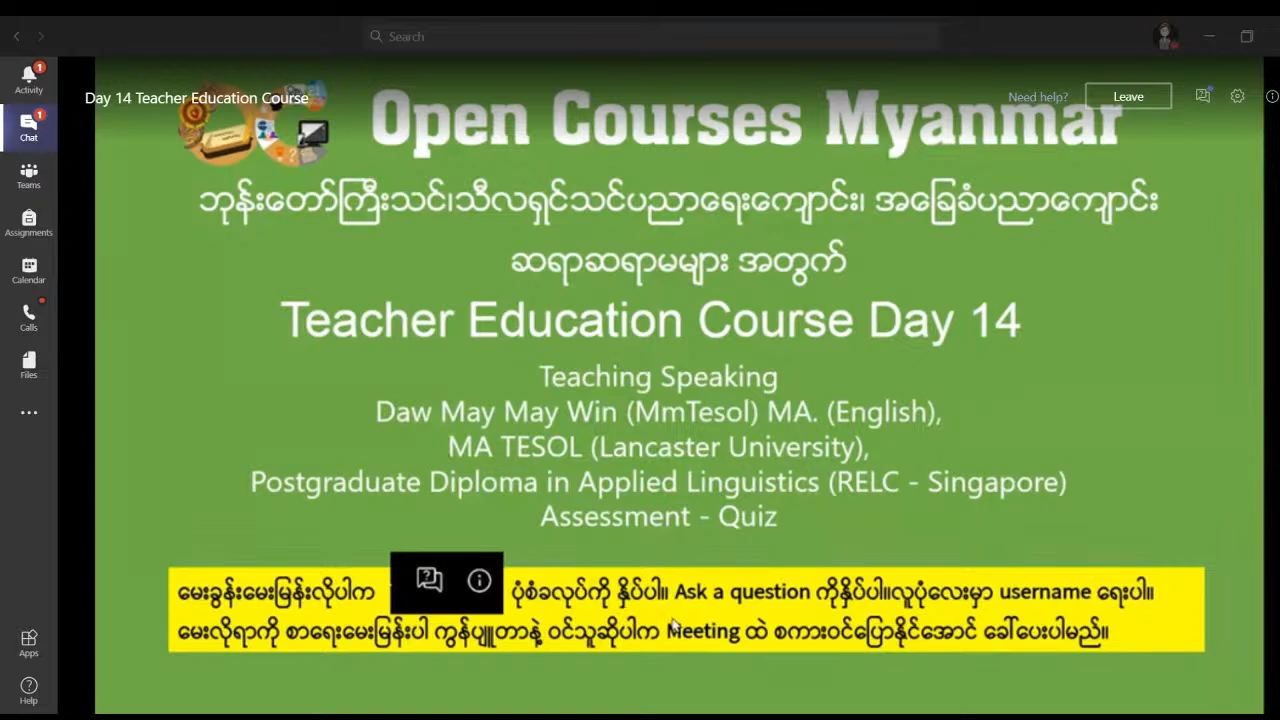 Search
Activity
1
Chat
1
Teams
Assignments
Calendar
Calls
Files
Apps
Help
Day 14 Teacher Education Course
Need help?
Leave
Open Courses Myanmar
ဘုန်းတော်ကြီးသင်၊သီလရှင်သင်ပညာရေးကျောင်း၊ အခြေခံပညာကျောင်း
ဆရာဆရာမများ အတွက်
Teacher Education Course Day 14
Teaching Speaking
Daw May May Win (MmTesol) MA. (English),
MA TESOL (Lancaster University),
Postgraduate Diploma in Applied Linguistics (RELC - Singapore)
Assessment - Quiz
မေးခွန်းမေးမြန်းလိုပါက ပုံစံခလုပ်ကို နှိပ်ပါ။ Ask a question ကိုနှိပ်ပါ။လူပုံလေးမှာ username ရေးပါ။
မေးလိုရာကို စာရေးမေးမြန်းပါ ကွန်ပျူတာနဲ့ ဝင်သူဆိုပါက Meeting ထဲ စကားဝင်ပြောနိုင်အောင် ခေါ်ပေးပါမည်။